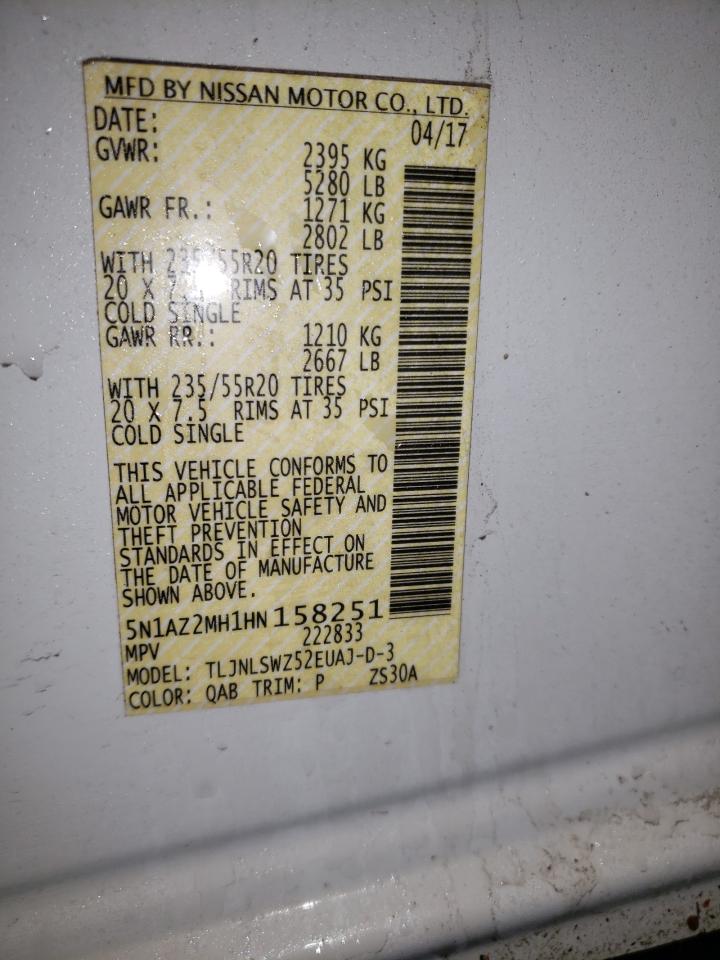 MFD BY NISSAN MOTOR CO., LTD.
DATE: 04/17
GVWR: 2395 KG
5280 LB
GAWR FR.: 1271 KG
2802 LB
WITH 235/55R20 TIRES
20 X 7.5 RIMS AT 35 PSI
COLD SINGLE
GAWR RR.: 1210 KG
2667 LB
WITH 235/55R20 TIRES
20 X 7.5 RIMS AT 35 PSI
COLD SINGLE
THIS VEHICLE CONFORMS TO
ALL APPLICABLE FEDERAL
MOTOR VEHICLE SAFETY AND
THEFT PREVENTION
STANDARDS IN EFFECT ON
THE DATE OF MANUFACTURE
SHOWN ABOVE.
5N1AZ2MH1HN158251
MPV 222833
MODEL: TLJNLSWZ52EUAJ-D-3
COLOR: QAB TRIM: P ZS30A